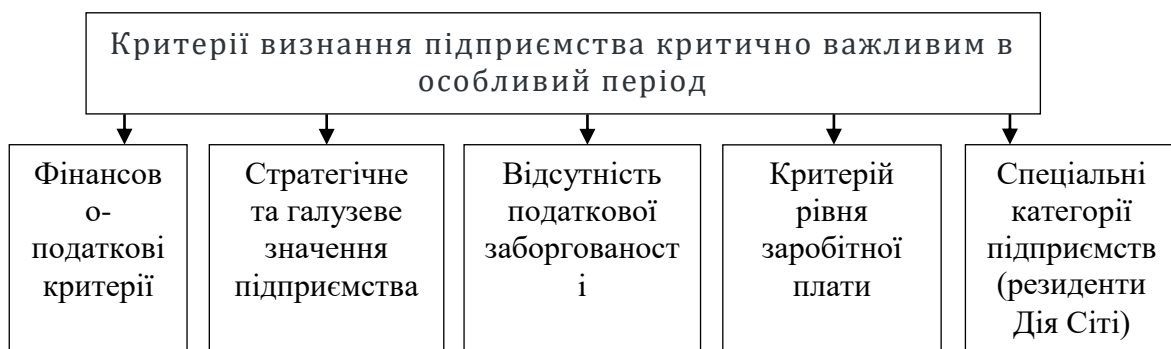 Критерії визнання підприємства критично важливим в
особливий період
Фінансов
о-
податкові
критерії
Стратегічне
та галузеве
значення
підприємства
Відсутність
податкової
заборгованост
і
Критерій
рівня
заробітної
плати
Спеціальні
категорії
підприємств
(резиденти
Дія Сіті)